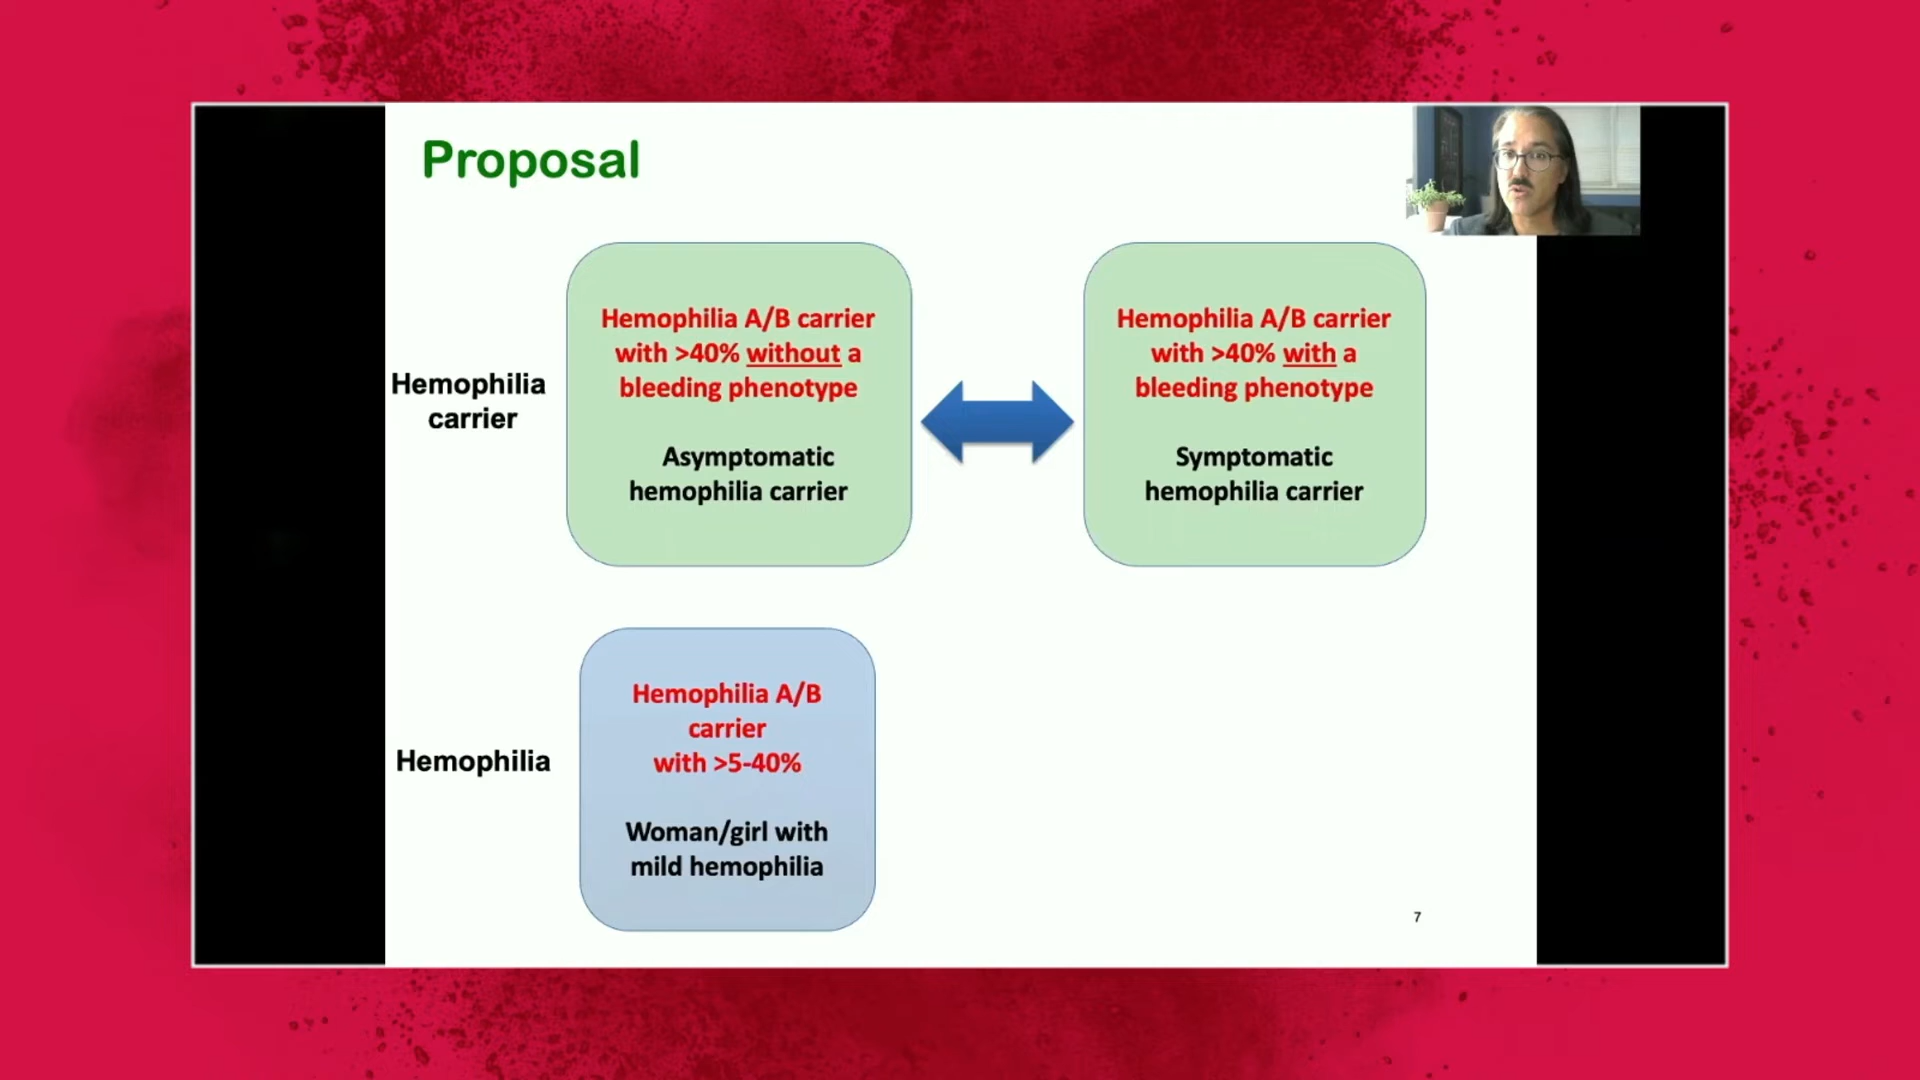 Proposal
Hemophilia
carrier
Hemophilia A/B carrier
with >40% without a
bleeding phenotype
Asymptomatic
hemophilia carrier
Hemophilia A/B carrier
with >40% with a
bleeding phenotype
Symptomatic
hemophilia carrier
Hemophilia
Hemophilia A/B
carrier
with >5-40%
Woman/girl with
mild hemophilia
7